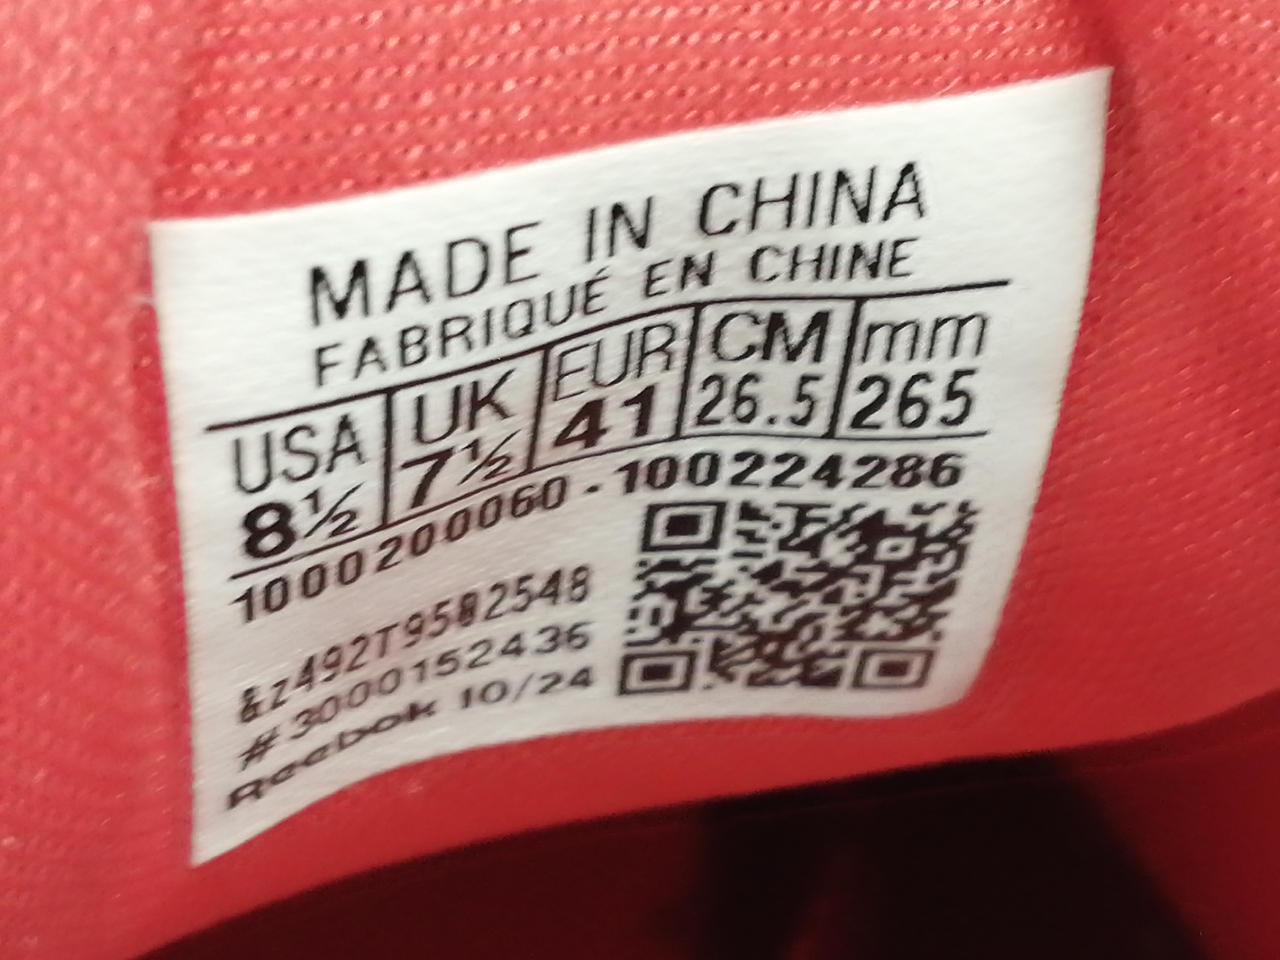 MADE IN CHINA
FABRIQUÉ EN CHINE
USA UK EUR CM mm
8½ 7½ 41 26.5 265
1000200060 - 100224286
&z492T9582548
#3000152436
Reebok 10/24